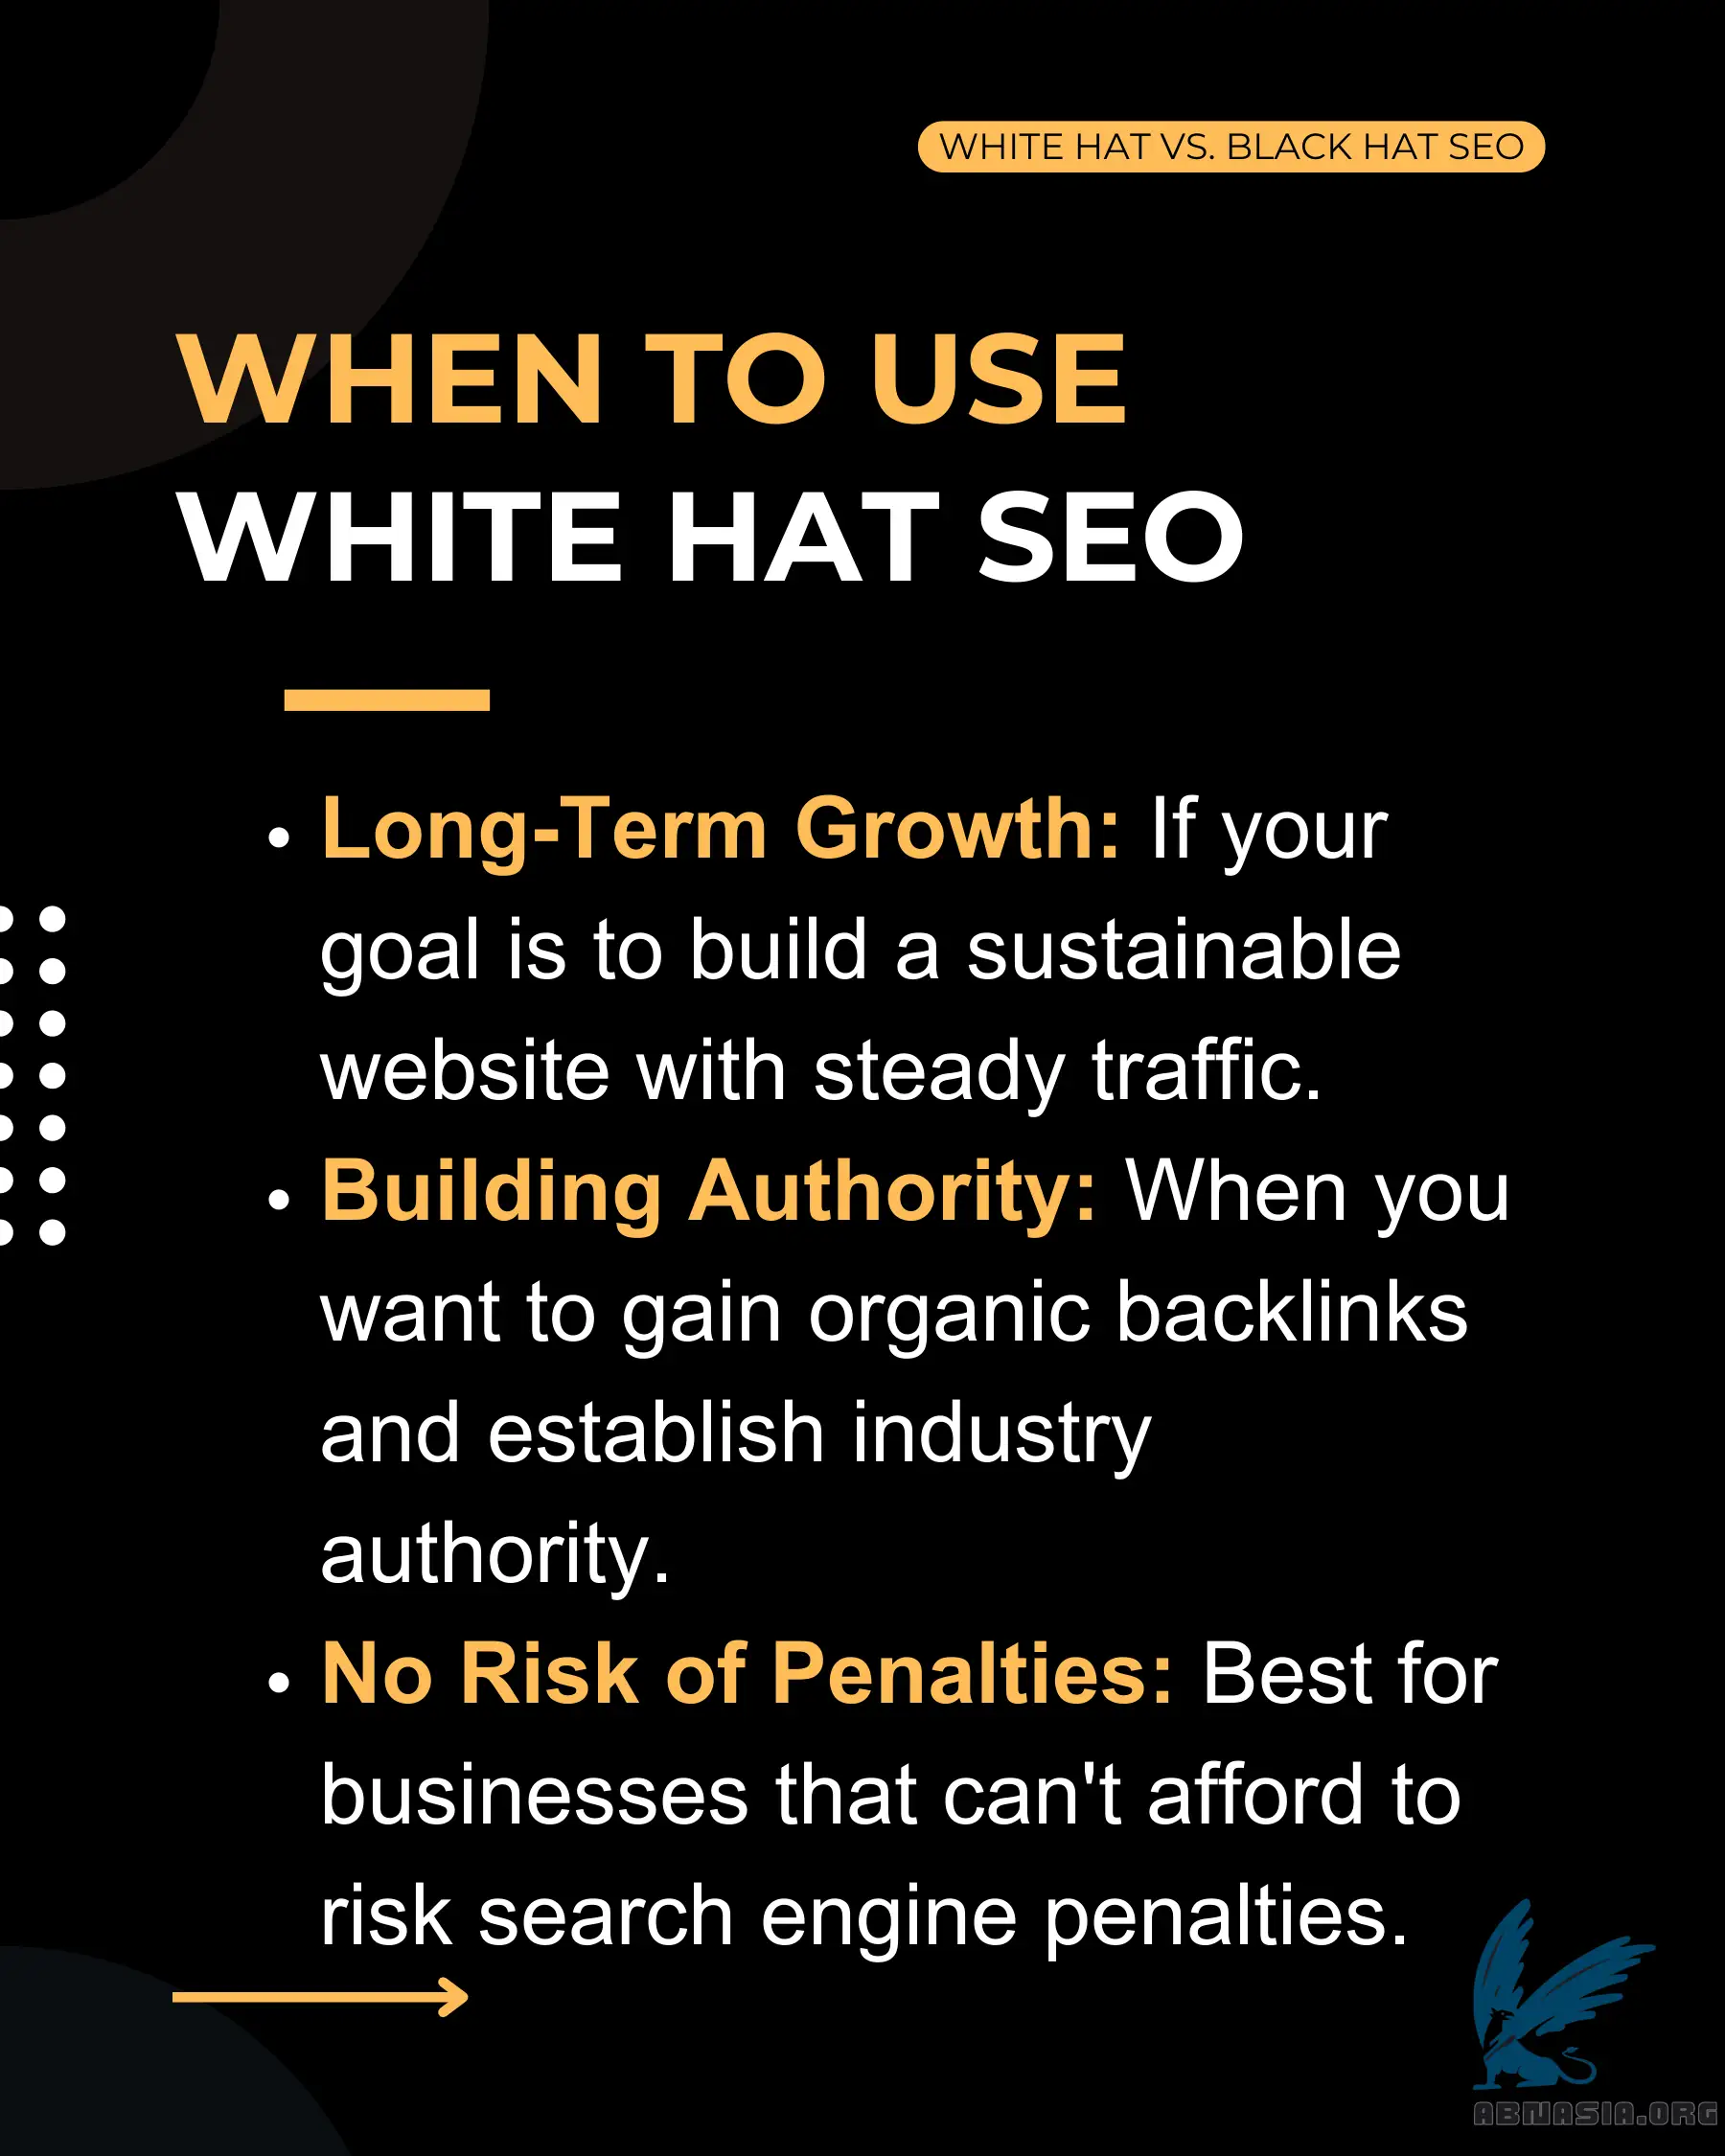 WHITE HAT VS. BLACK HAT SEO
WHEN TO USE
WHITE HAT SEO
• Long-Term Growth: If your
goal is to build a sustainable
website with steady traffic.
• Building Authority: When you
want to gain organic backlinks
and establish industry
authority.
• No Risk of Penalties: Best for
businesses that can't afford to
risk search engine penalties.
ABNASIA.ORG